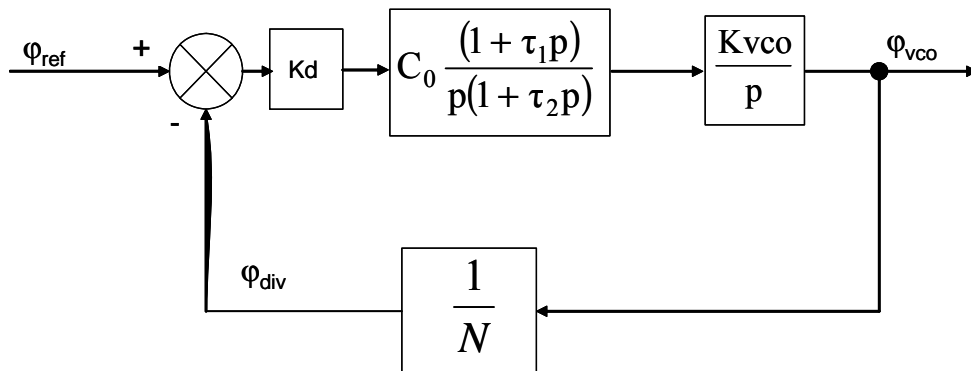 φref
+
-
Kd
C₀ (1 + τ₁p) / p(1 + τ₂p)
Kvco / p
φvco
φdiv
1 / N